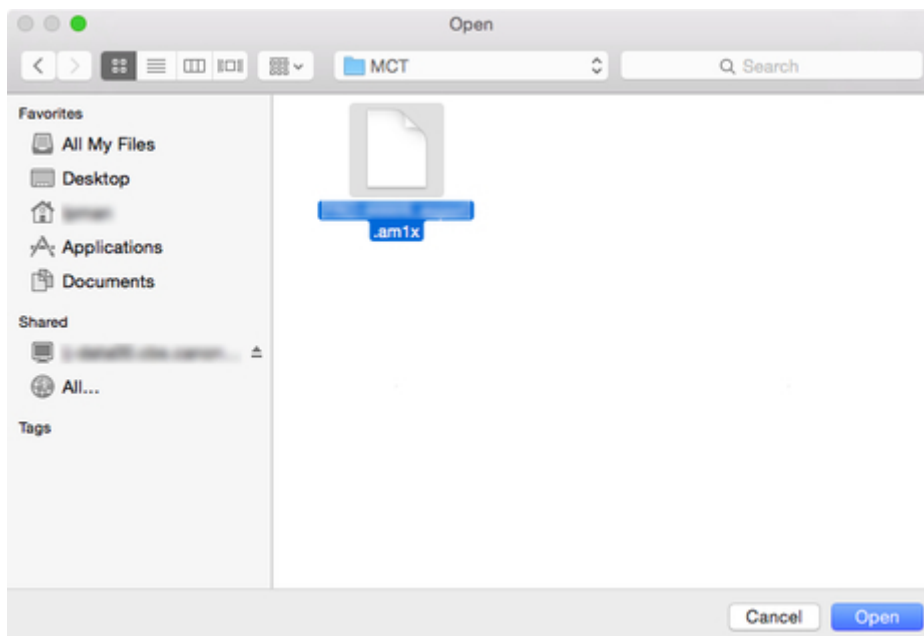 Open
MCT
Search
Favorites
All My Files
Desktop
Applications
Documents
Shared
All...
Tags
.am1x
Cancel
Open